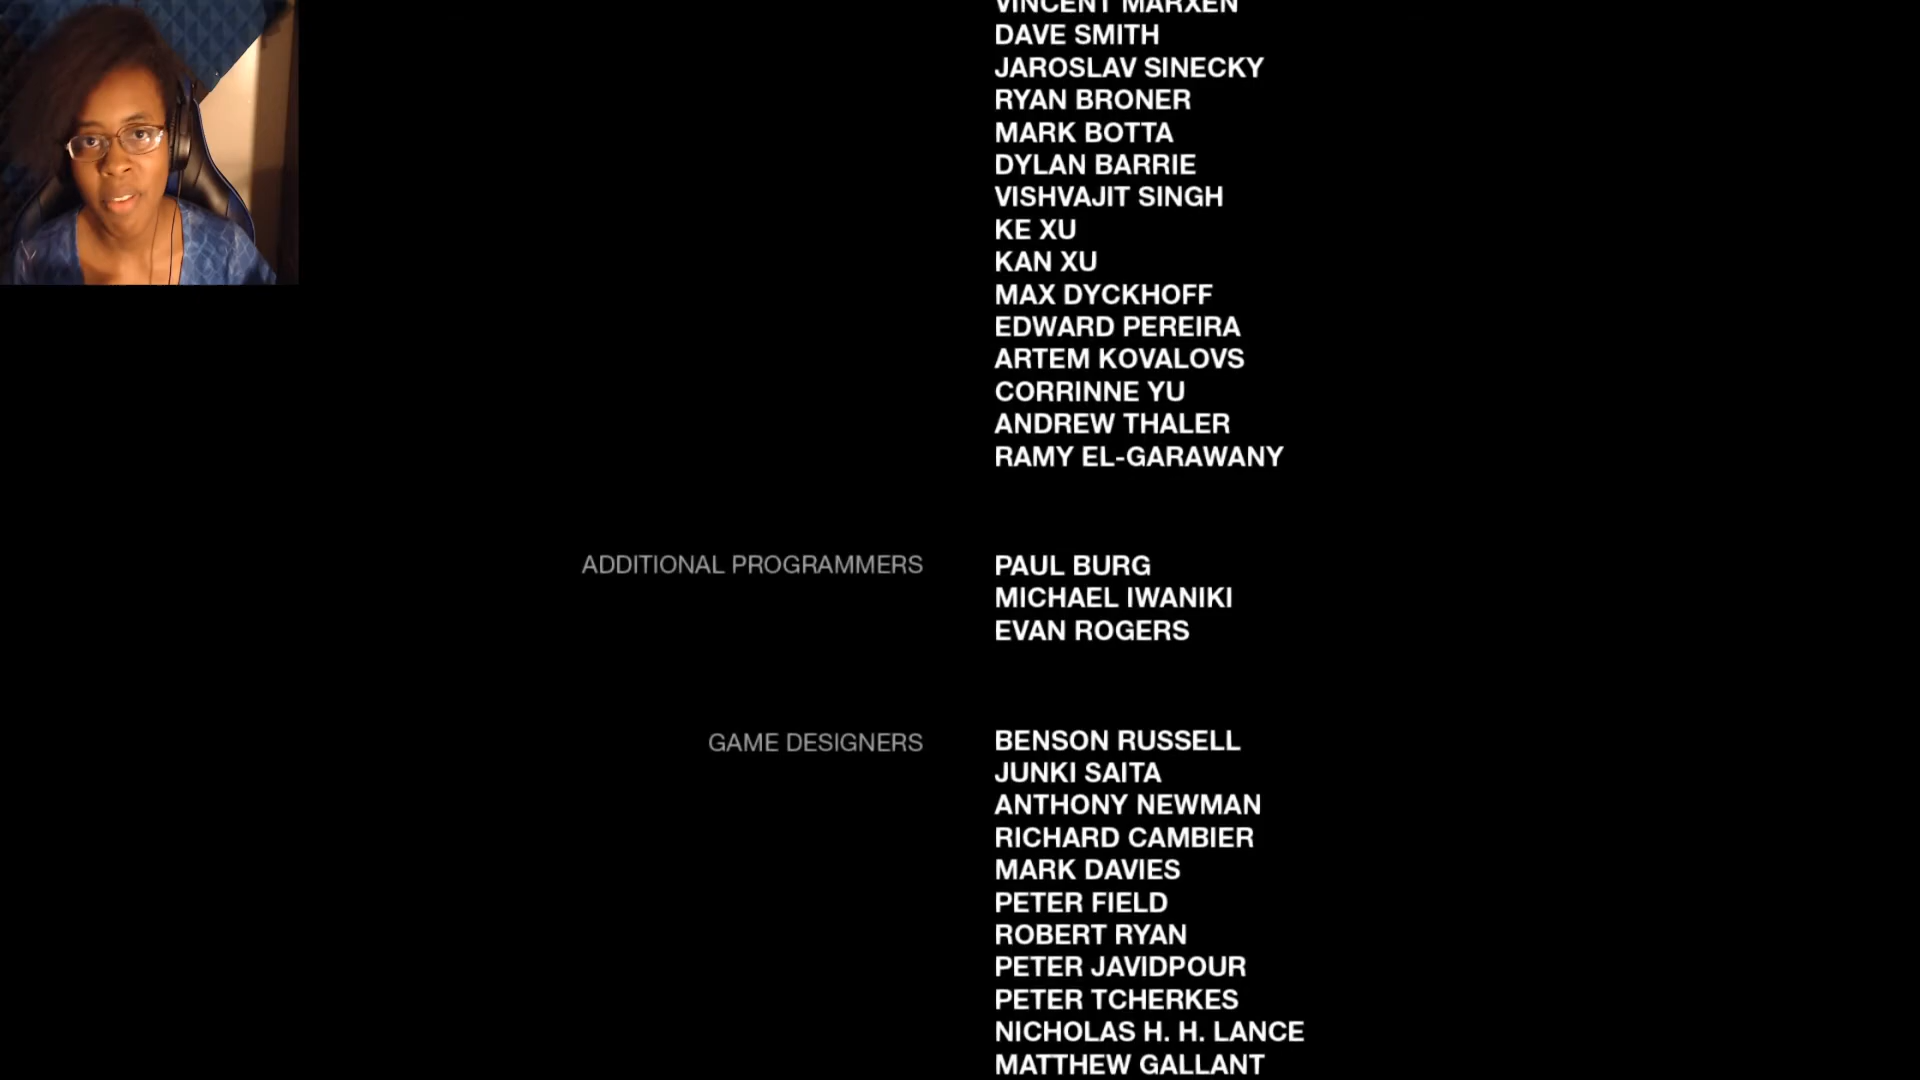 VINCENT MARXEN
DAVE SMITH
JAROSLAV SINECKY
RYAN BRONER
MARK BOTTA
DYLAN BARRIE
VISHVAJIT SINGH
KE XU
KAN XU
MAX DYCKHOFF
EDWARD PEREIRA
ARTEM KOVALOVS
CORRINNE YU
ANDREW THALER
RAMY EL-GARAWANY
ADDITIONAL PROGRAMMERS PAUL BURG
MICHAEL IWANIKI
EVAN ROGERS
GAME DESIGNERS BENSON RUSSELL
JUNKI SAITA
ANTHONY NEWMAN
RICHARD CAMBIER
MARK DAVIES
PETER FIELD
ROBERT RYAN
PETER JAVIDPOUR
PETER TCHERKES
NICHOLAS H. H. LANCE
MATTHEW GALLANT